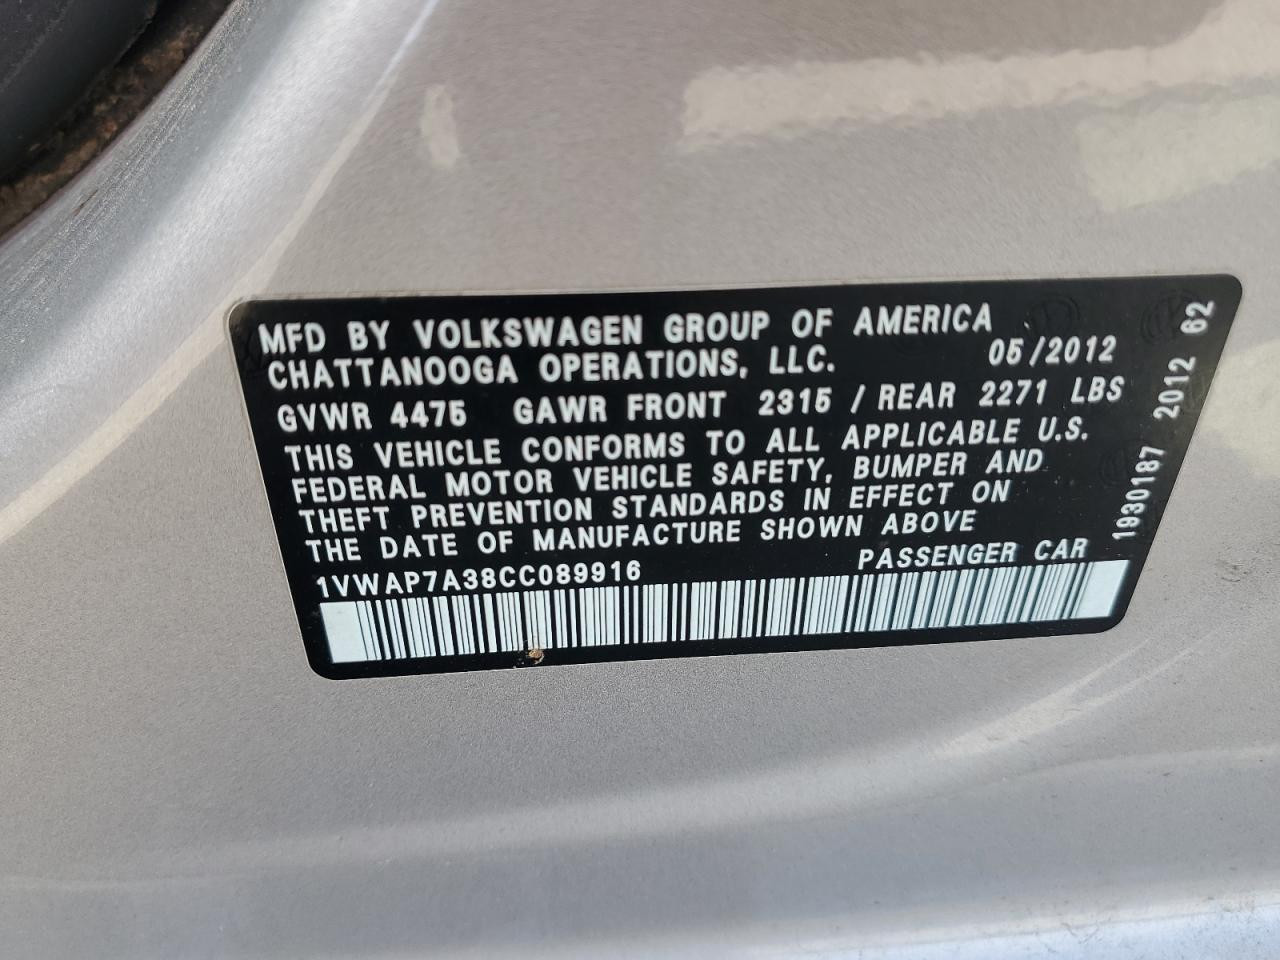 MFD BY VOLKSWAGEN GROUP OF AMERICA
CHATTANOOGA OPERATIONS, LLC. 05/2012
GVWR 4475 GAWR FRONT 2315 / REAR 2271 LBS
THIS VEHICLE CONFORMS TO ALL APPLICABLE U.S.
FEDERAL MOTOR VEHICLE SAFETY, BUMPER AND
THEFT PREVENTION STANDARDS IN EFFECT ON
THE DATE OF MANUFACTURE SHOWN ABOVE
1VWAP7A38CC089916 PASSENGER CAR
1930187 2012 62